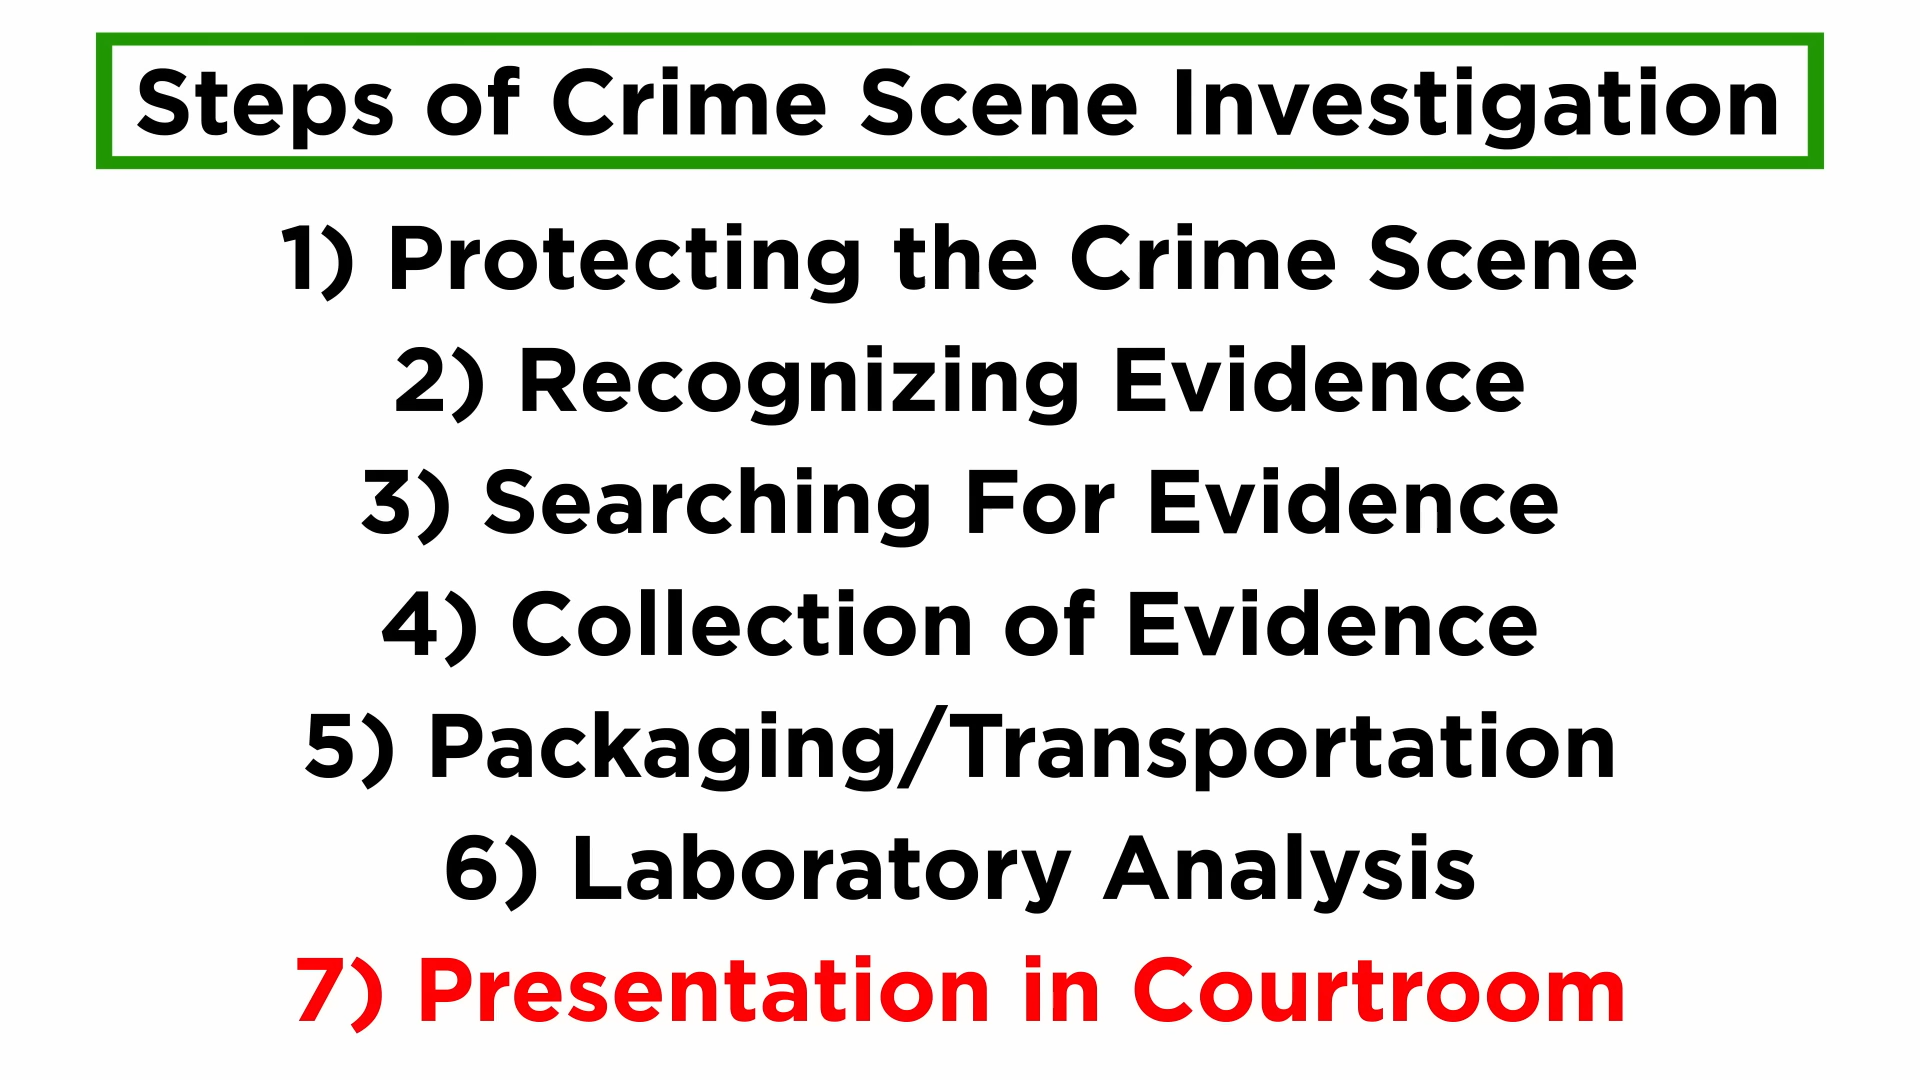 Steps of Crime Scene Investigation
1) Protecting the Crime Scene
2) Recognizing Evidence
3) Searching For Evidence
4) Collection of Evidence
5) Packaging/Transportation
6) Laboratory Analysis
7) Presentation in Courtroom